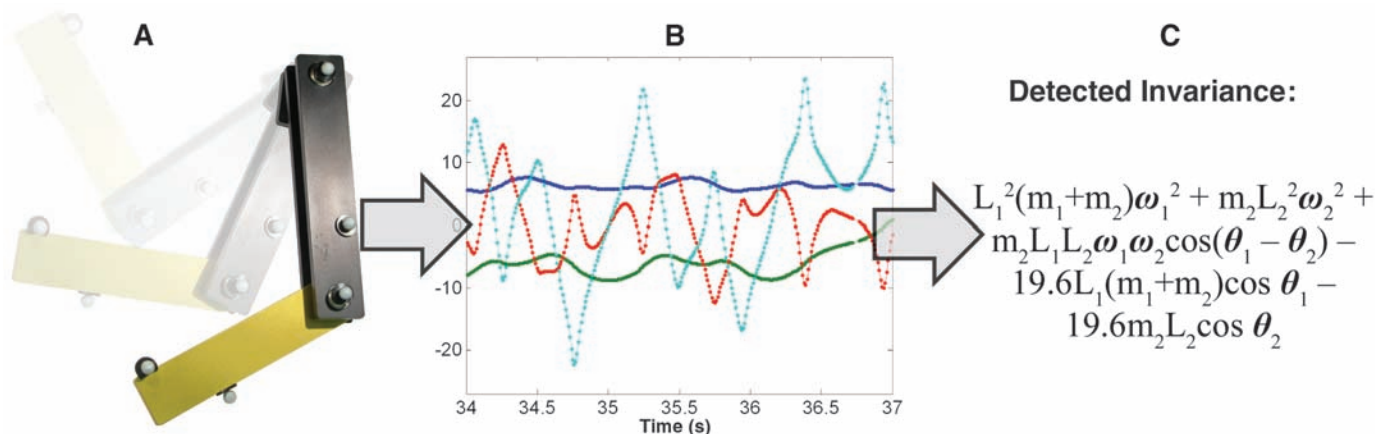 A
B
C
20
10
0
-10
-20
34
34.5
35
35.5
36
36.5
37
Time (s)
Detected Invariance:
L₁²(m₁+m₂)ω₁² + m₂L₂²ω₂² +
m₂L₁L₂ω₁ω₂cos(θ₁ − θ₂) −
19.6L₁(m₁+m₂)cos θ₁ −
19.6m₂L₂cos θ₂